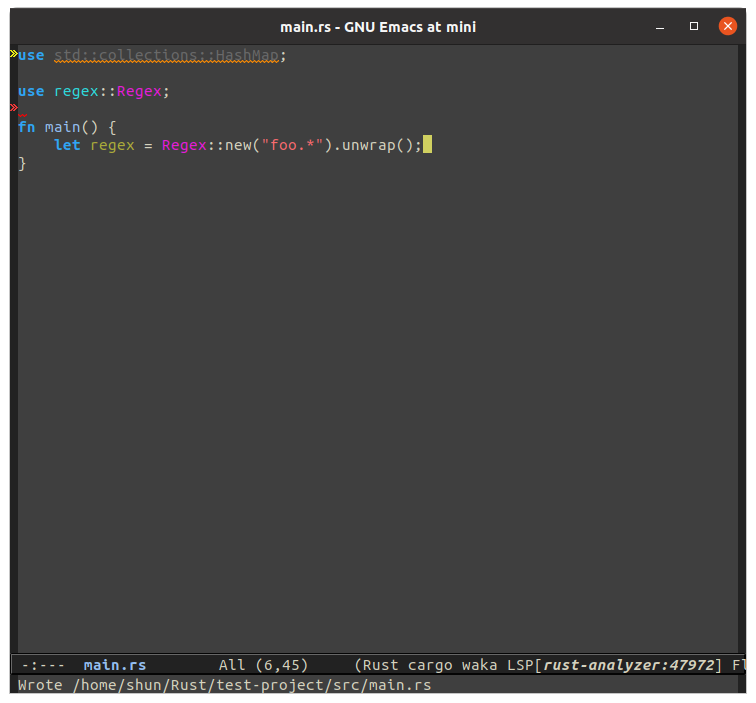 main.rs - GNU Emacs at mini
use std::collections::HashMap;
use regex::Regex;
fn main() {
    let regex = Regex::new("foo.*").unwrap();
}
-:---  main.rs        All (6,45)     (Rust cargo waka LSP[rust-analyzer:47972] Fl
Wrote /home/shun/Rust/test-project/src/main.rs